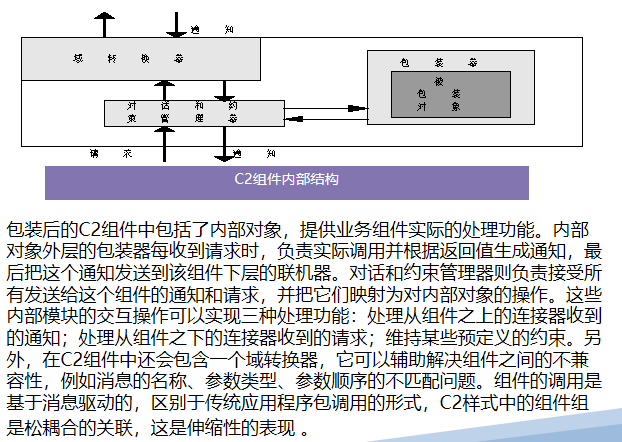 通 知
域 转 换 器
包 装 器
被
包 装
对 象
对 话 和 约
束 管 理 器
请 求
通 知
C2组件内部结构
包装后的C2组件中包括了内部对象，提供业务组件实际的处理功能。内部
对象外层的包装器每收到请求时，负责实际调用并根据返回值生成通知，最
后把这个通知发送到该组件下层的联机器。对话和约束管理器则负责接受所
有发送给这个组件的通知和请求，并把它们映射为对内部对象的操作。这些
内部模块的交互操作可以实现三种处理功能：处理从组件之上的连接器收到
的通知；处理从组件之下的连接器收到的请求；维持某些预定义的约束。另
外，在C2组件中还会包含一个域转换器，它可以辅助解决组件之间的不兼
容性，例如消息的名称、参数类型、参数顺序的不匹配问题。组件的调用是
基于消息驱动的，区别于传统应用程序包调用的形式，C2样式中的组件组
是松耦合的关联，这是伸缩性的表现 。